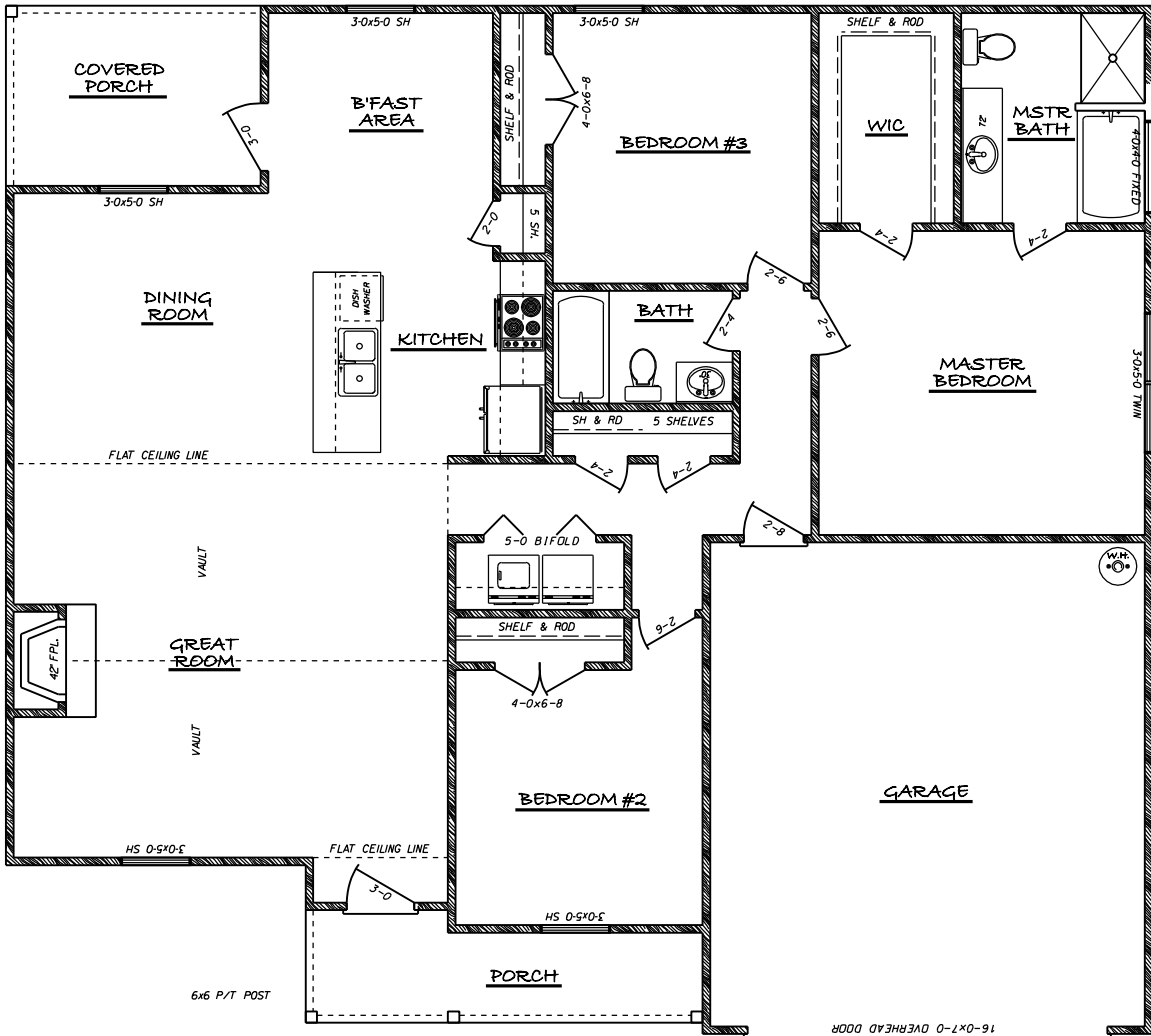 3-0x5-0 SH
3-0x5-0 SH
SHELF & ROD
COVERED
PORCH
B'FAST
AREA
3-0
SHELF & ROD
4-0x6-8
BEDROOM #3
WIC
MSTR
BATH
72"
4-0x4-0 FIXED
3-0x5-0 SH
2-0
5 SH.
2-4
2-4
DINING
ROOM
DISH
WASHER
KITCHEN
BATH
2-4
2-6
2-6
MASTER
BEDROOM
3-0x5-0 TWIN
SH & RD
5 SHELVES
FLAT CEILING LINE
2-4
2-4
5-0 BIFOLD
2-8
VAULT
W.H.
SHELF & ROD
2-6
42" FPL.
GREAT
ROOM
4-0x6-8
VAULT
BEDROOM #2
GARAGE
3-0x5-0 SH
FLAT CEILING LINE
3-0
3-0x5-0 SH
PORCH
6x6 P/T POST
16-0x7-0 OVERHEAD DOOR